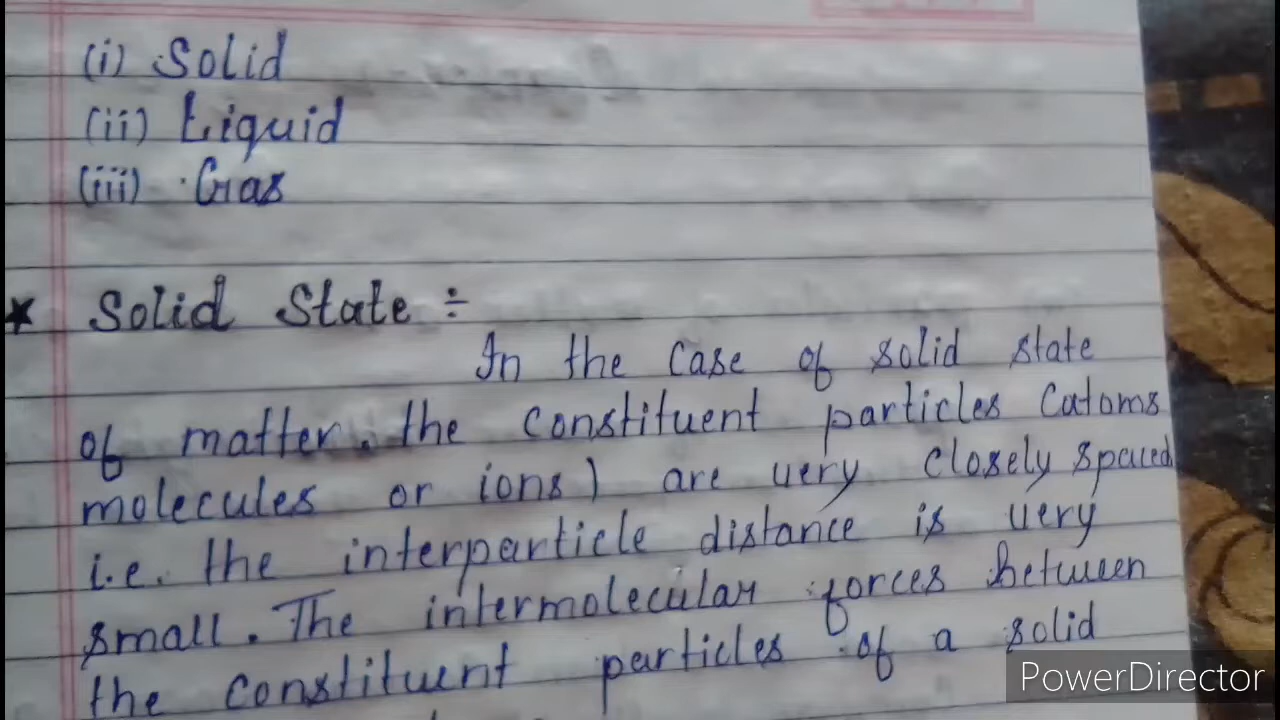 (i) Solid
(ii) Liquid
(iii) Gas
★ Solid State ÷
In the case of solid state
of matter. the constituent particles (atoms
molecules or ions) are very closely spaced
i.e. the interparticle distance is very
small. The intermolecular forces between
the constituent particles of a solid
PowerDirector